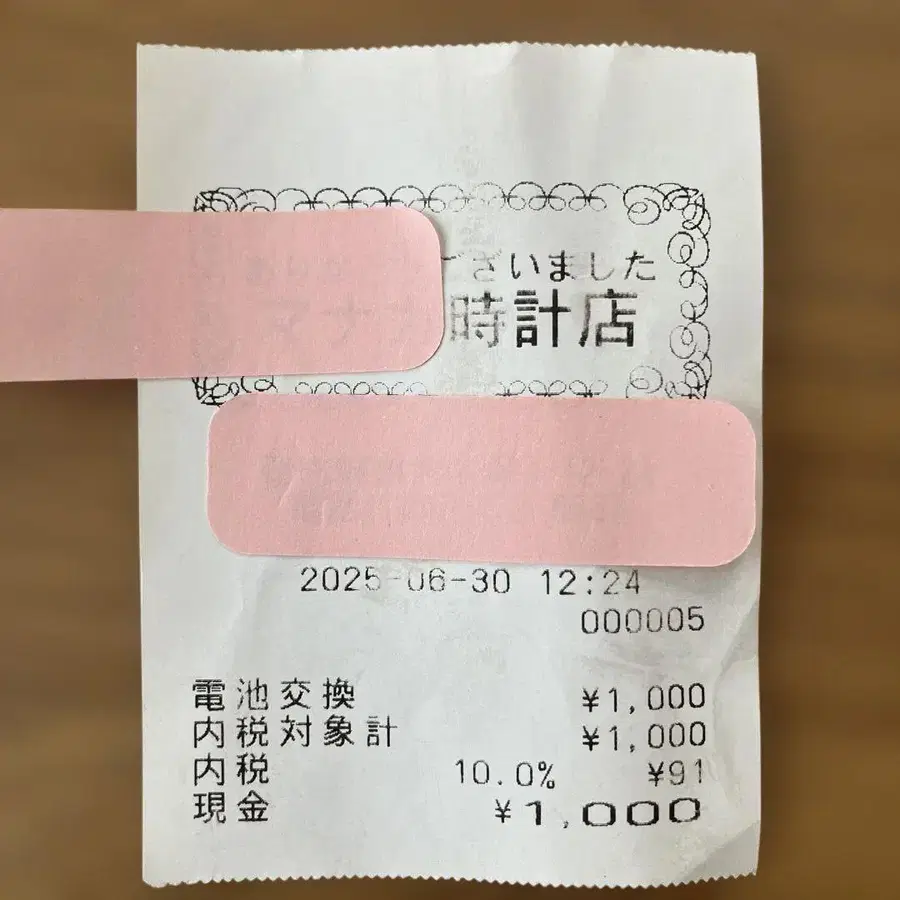 ございました
時計店
2025-06-30 12:24
000005
電池交換 ¥1,000
内税対象計 ¥1,000
内税 10.0% ¥91
現金 ¥1,000